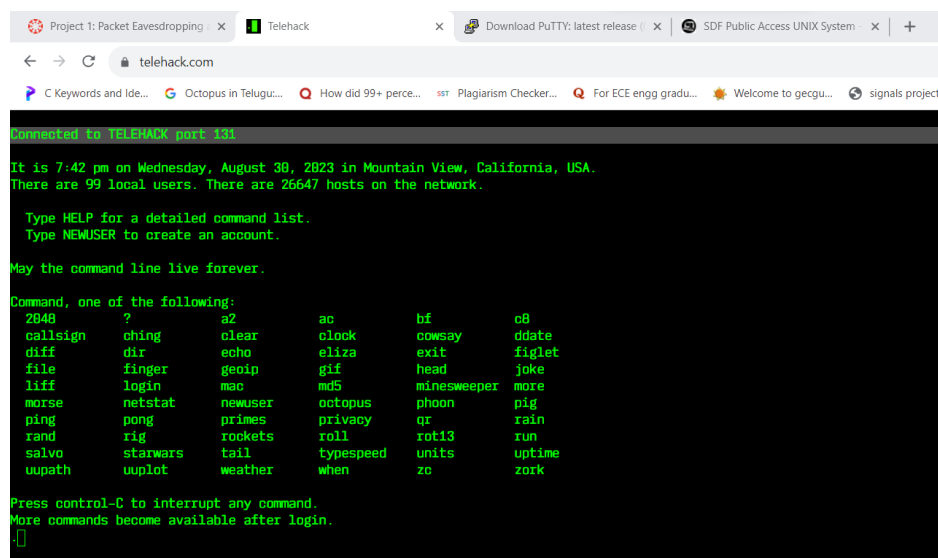 Project 1: Packet Eavesdropping
Telehack
Download PuTTY: latest release
SDF Public Access UNIX System -
telehack.com
C Keywords and Ide...
Octopus in Telugu:...
How did 99+ perce...
SST Plagiarism Checker...
For ECE engg gradu...
Welcome to gecgu...
signals project
Connected to TELEHACK port 131
It is 7:42 pm on Wednesday, August 30, 2023 in Mountain View, California, USA.
There are 99 local users. There are 26647 hosts on the network.
Type HELP for a detailed command list.
Type NEWUSER to create an account.
May the command line live forever.
Command, one of the following:
2048 ? a2 ac bf c8
callsign ching clear clock cowsay ddate
diff dir echo eliza exit figlet
file finger geoip gif head joke
liff login mac md5 minesweeper more
morse netstat newuser octopus phoon pig
ping pong primes privacy qr rain
rand rig rockets roll rot13 run
salvo starwars tail typespeed units uptime
uupath uuplot weather when zc zork
Press control-C to interrupt any command.
More commands become available after login.
.